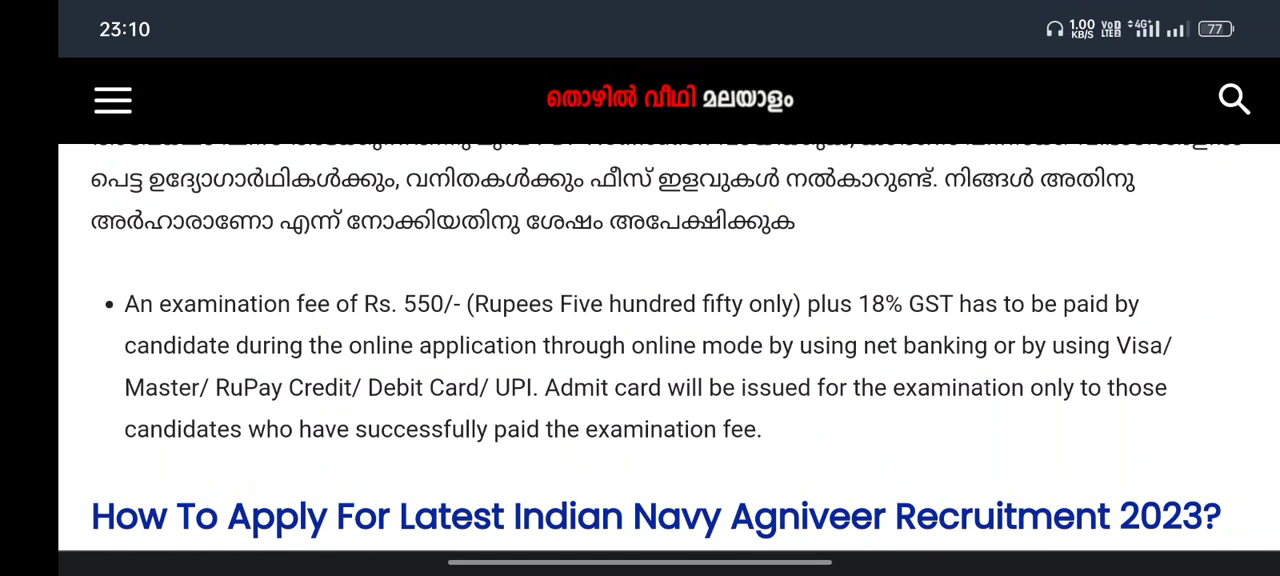 23:10
1.00
KB/S
4G+
77
തൊഴിൽ വീഥി മലയാളം
പെട്ട ഉദ്യോഗാർഥികൾക്കും, വനിതകൾക്കും ഫീസ് ഇളവുകൾ നൽകാറുണ്ട്. നിങ്ങൾ അതിനു
അർഹാരാണോ എന്ന് നോക്കിയതിനു ശേഷം അപേക്ഷിക്കുക
• An examination fee of Rs. 550/- (Rupees Five hundred fifty only) plus 18% GST has to be paid by
candidate during the online application through online mode by using net banking or by using Visa/
Master/ RuPay Credit/ Debit Card/ UPI. Admit card will be issued for the examination only to those
candidates who have successfully paid the examination fee.
How To Apply For Latest Indian Navy Agniveer Recruitment 2023?